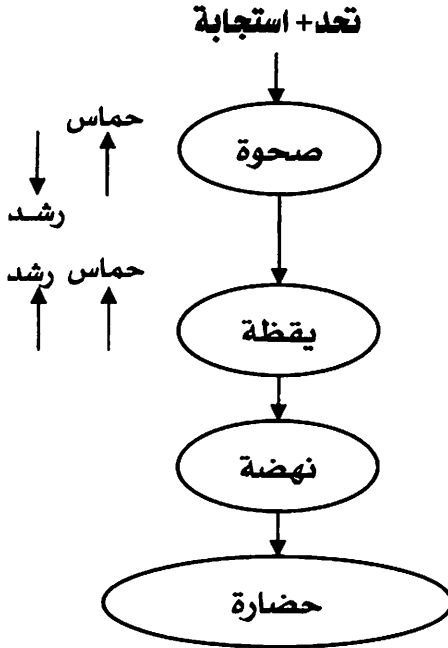 تحد+ استجابة
حماس
صحوة
رشد
حماس رشد
يقظة
نهضة
حضارة